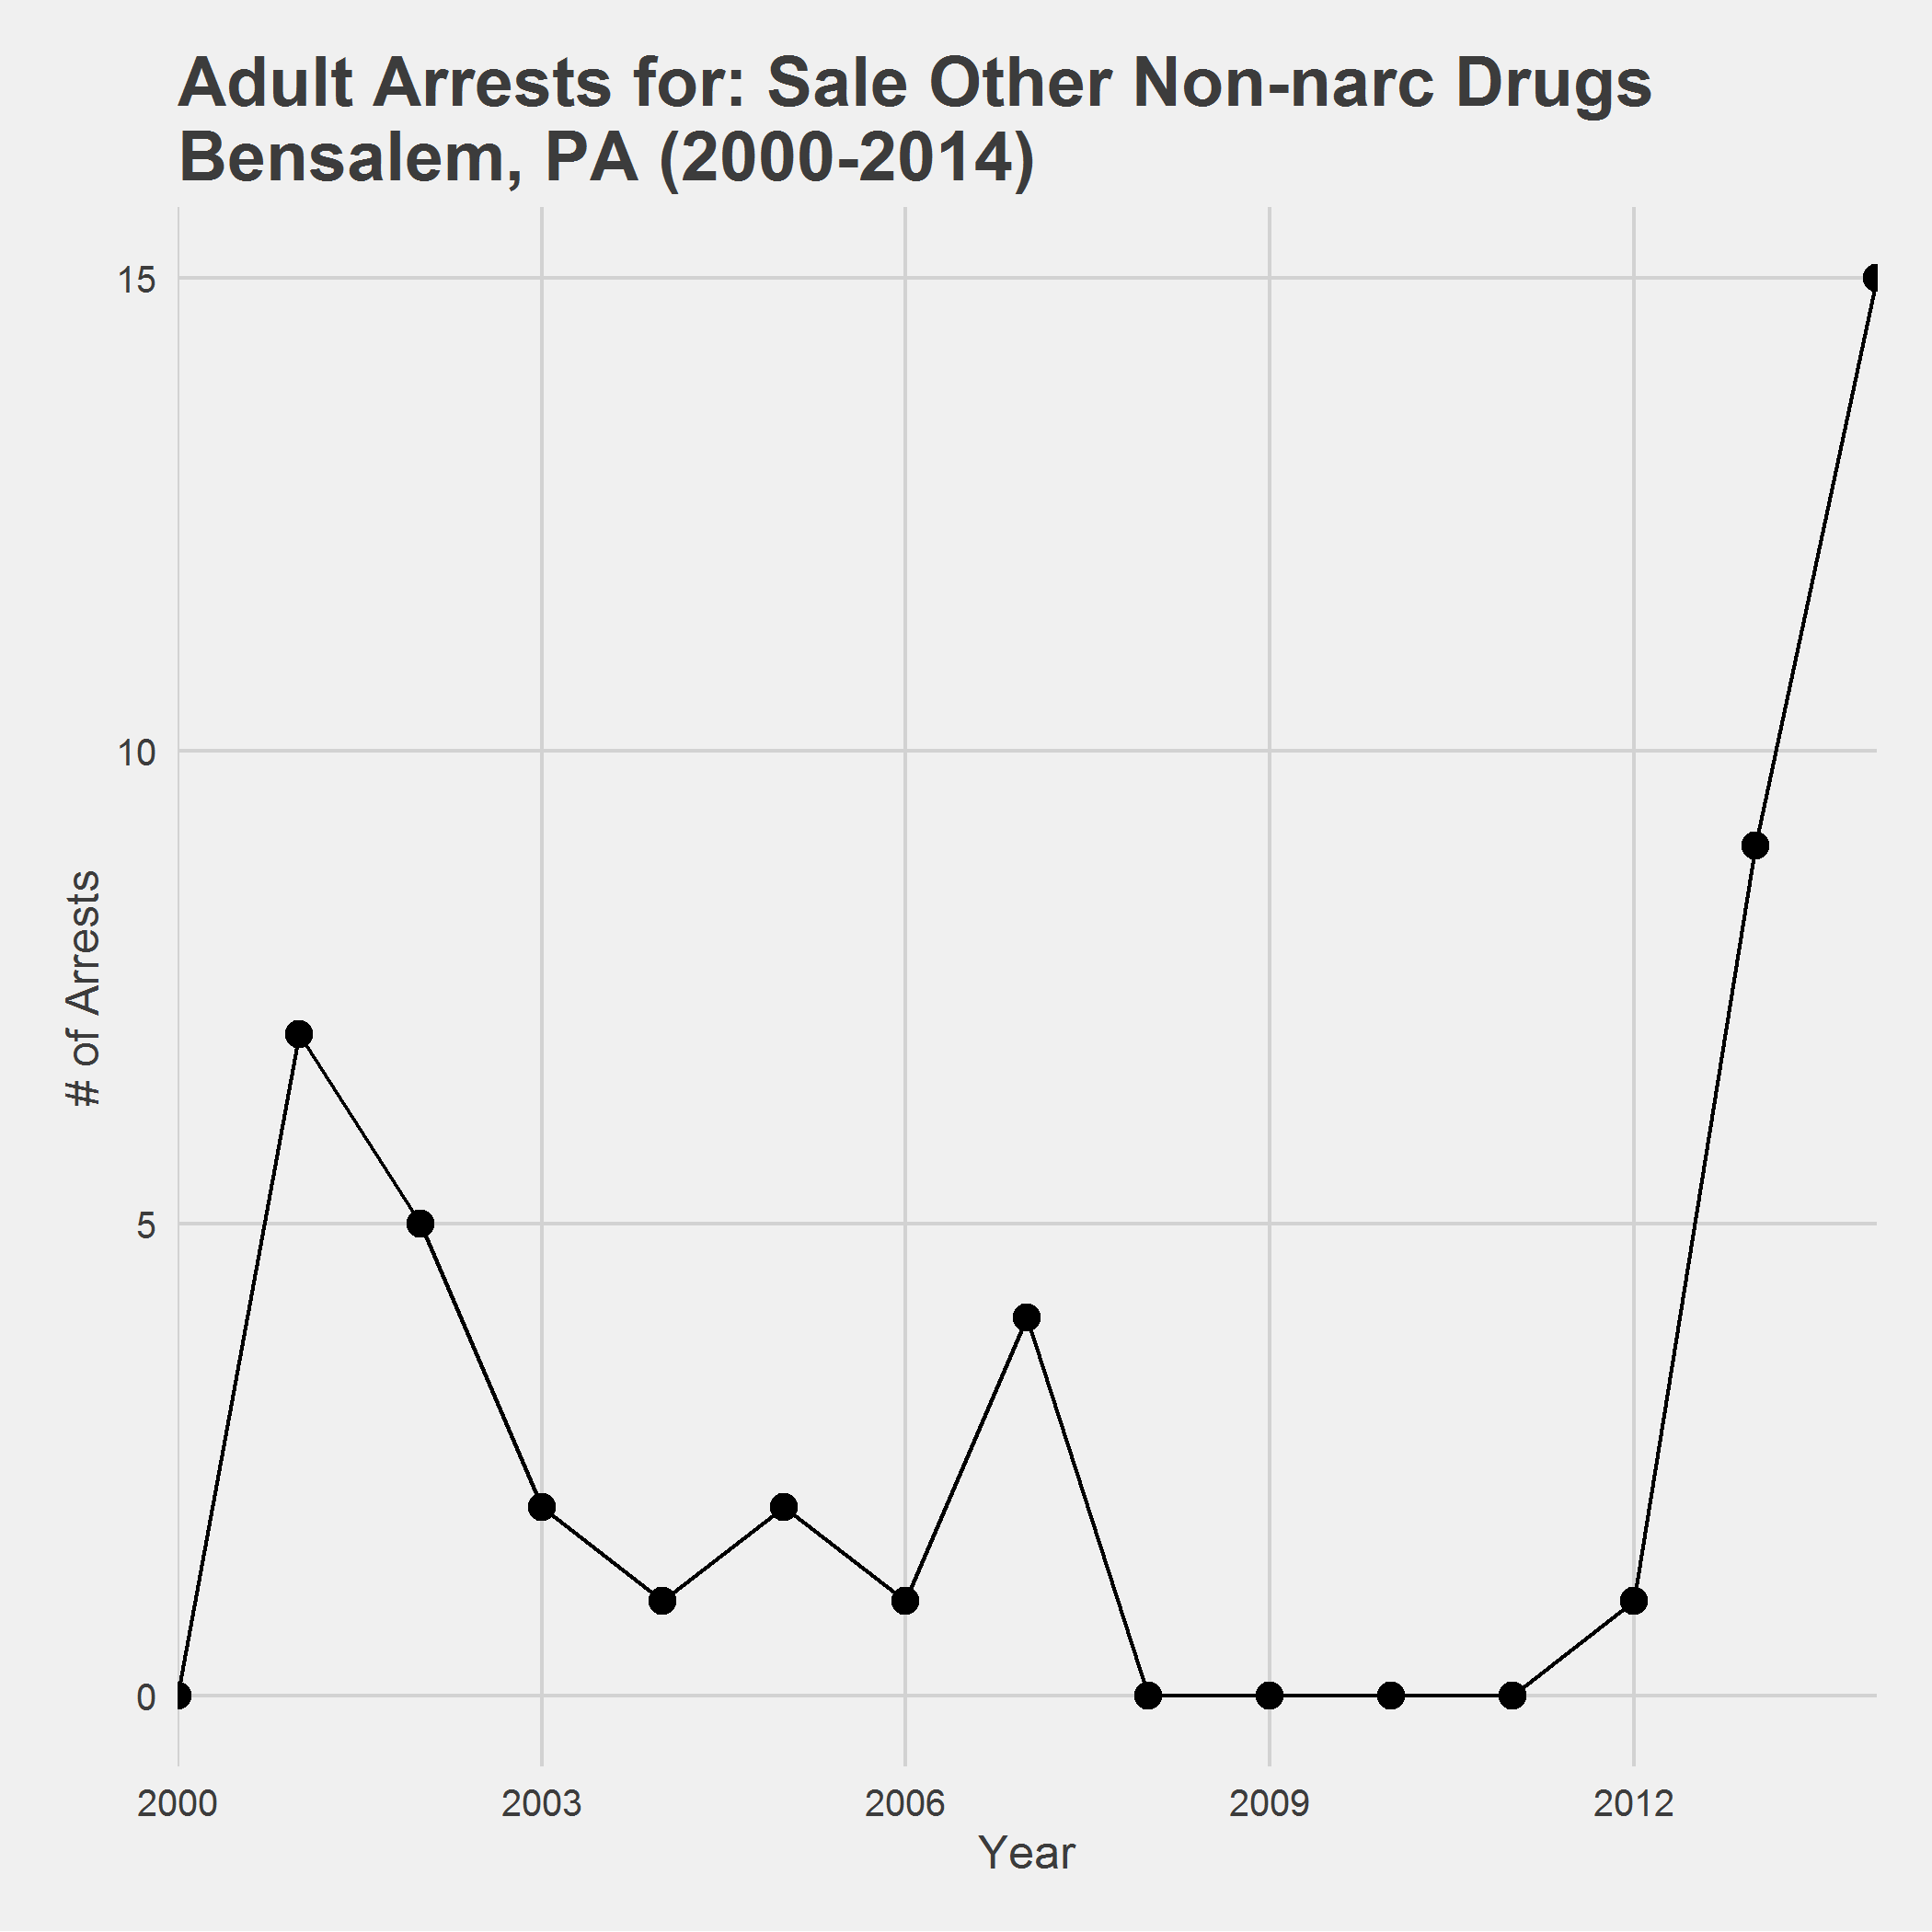 Adult Arrests for: Sale Other Non-narc Drugs
Bensalem, PA (2000-2014)
15
10
5
0
# of Arrests
2000
2003
2006
2009
2012
Year